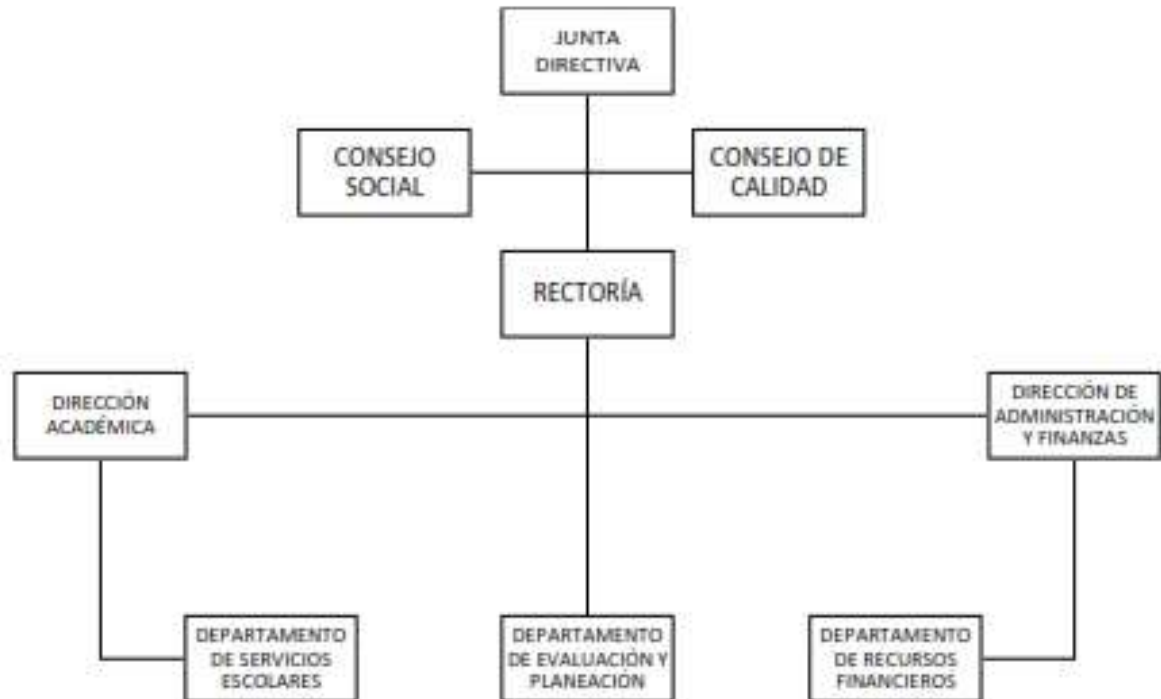 JUNTA
DIRECTIVA
CONSEJO
SOCIAL
CONSEJO DE
CALIDAD
RECTORÍA
DIRECCIÓN
ACADÉMICA
DIRECCIÓN DE
ADMINISTRACIÓN
Y FINANZAS
DEPARTAMENTO
DE SERVICIOS
ESCOLARES
DEPARTAMENTO
DE EVALUACIÓN Y
PLANEACIÓN
DEPARTAMENTO
DE RECURSOS
FINANCIEROS